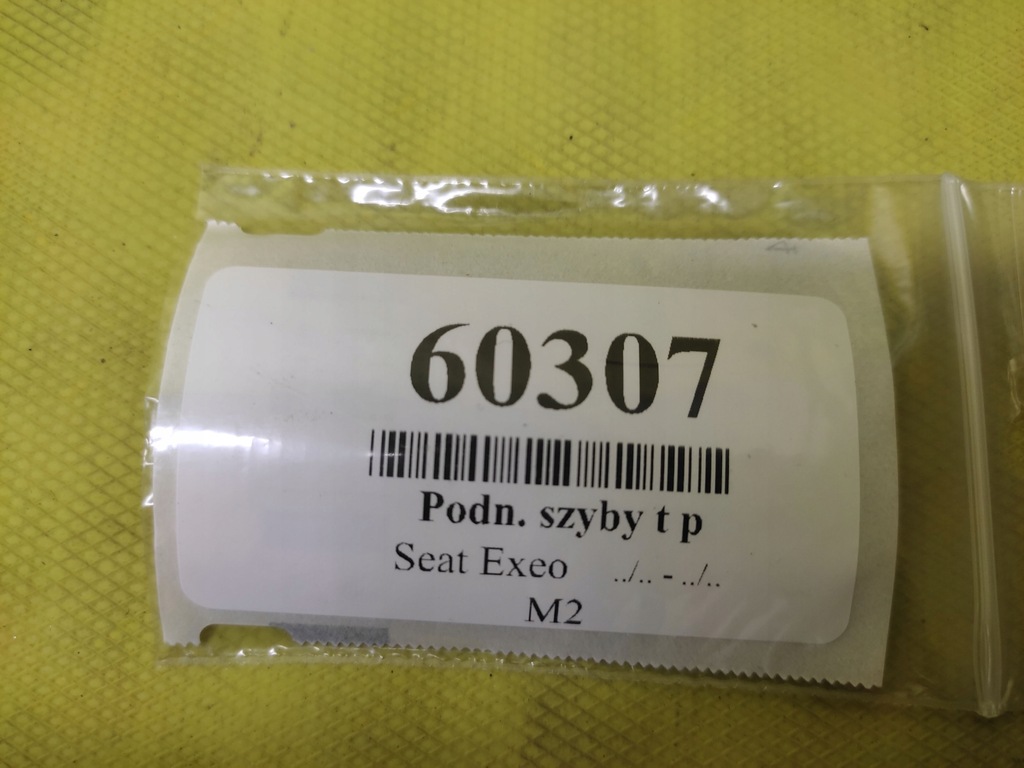 60307
Podn. szyby t p
Seat Exeo ../.. - ../..
M2